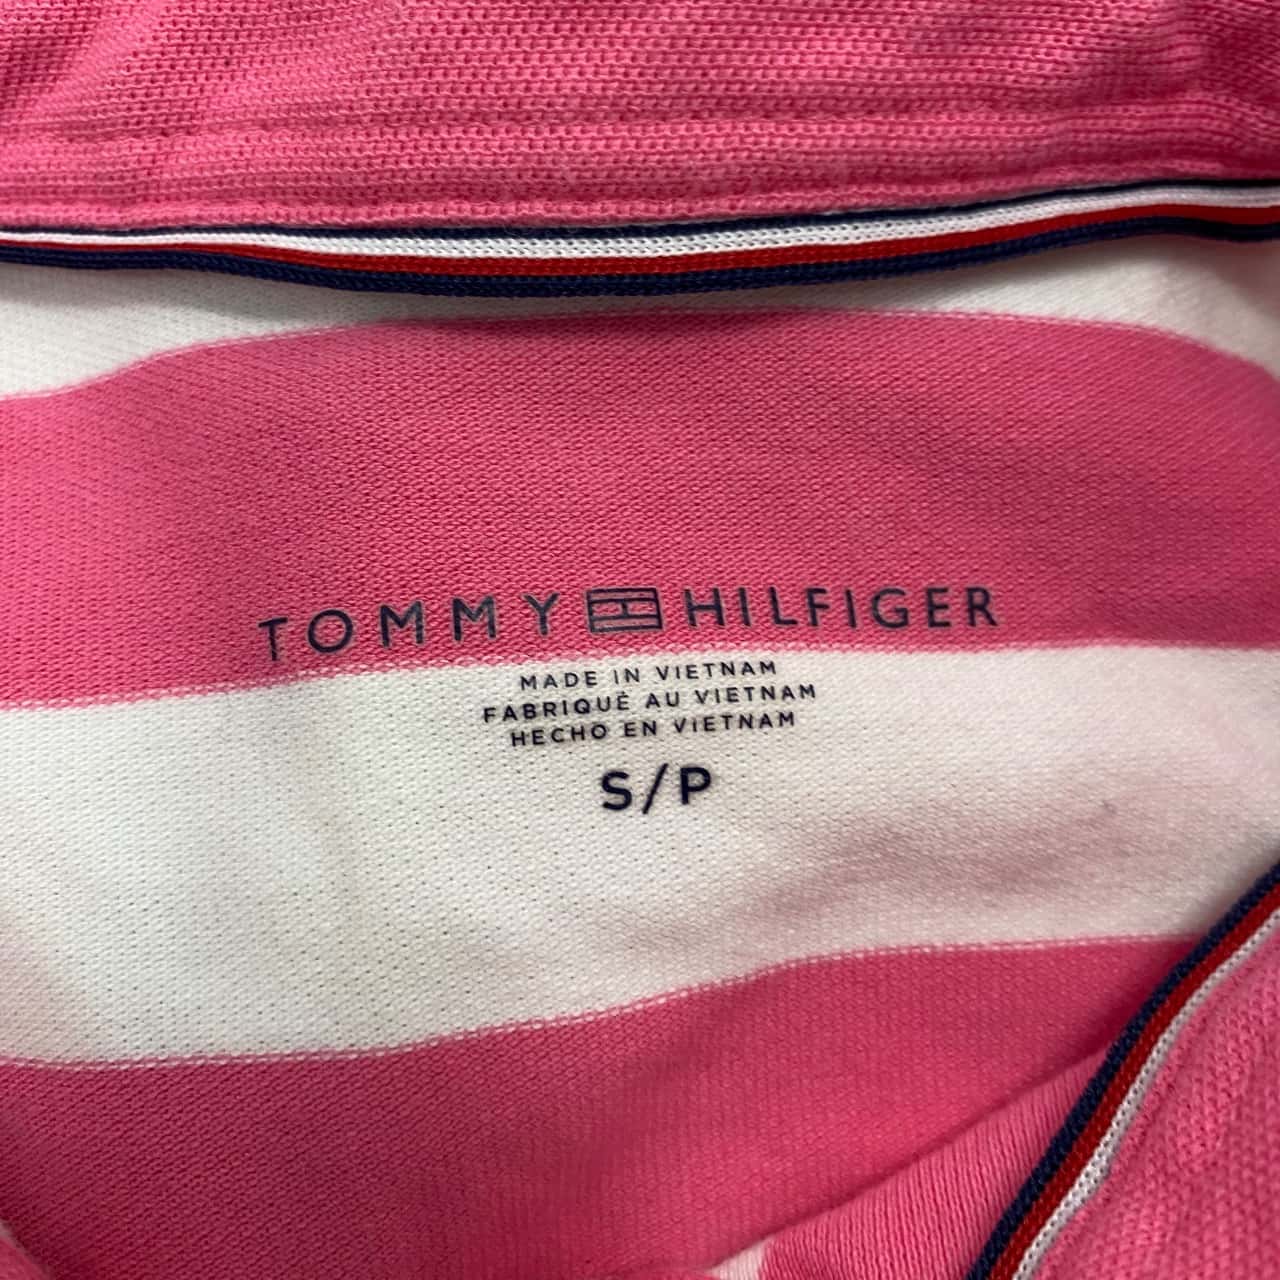 TOMMY HILFIGER
MADE IN VIETNAM
FABRIQUÉ AU VIETNAM
HECHO EN VIETNAM
S/P